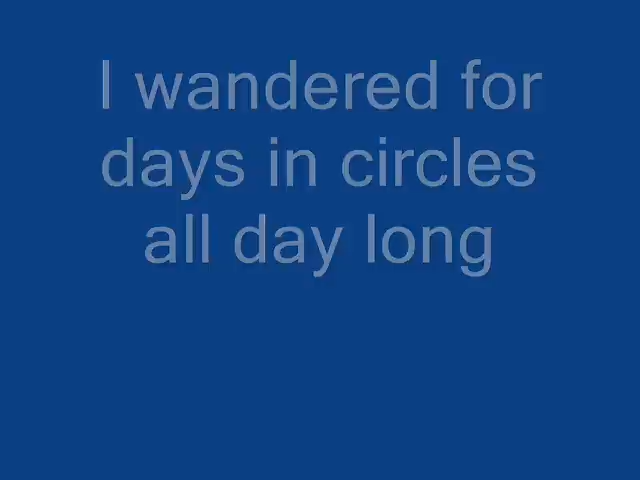 I wandered for
days in circles
all day long